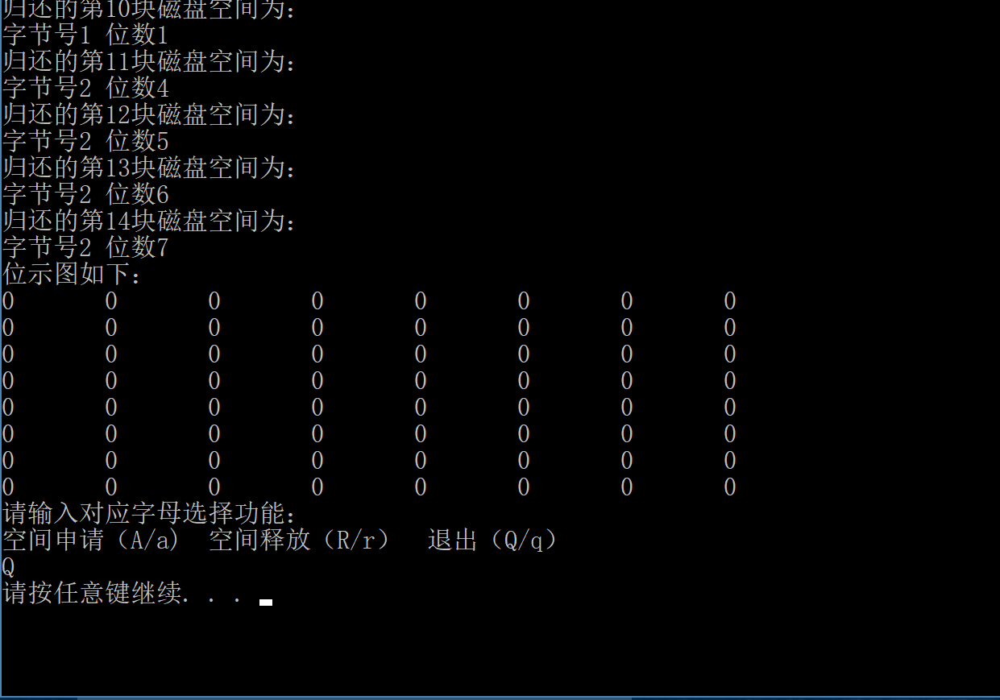 归还的第10块磁盘空间为：
字节号1 位数1
归还的第11块磁盘空间为：
字节号2 位数4
归还的第12块磁盘空间为：
字节号2 位数5
归还的第13块磁盘空间为：
字节号2 位数6
归还的第14块磁盘空间为：
字节号2 位数7
位示图如下：
0 0 0 0 0 0 0 0
0 0 0 0 0 0 0 0
0 0 0 0 0 0 0 0
0 0 0 0 0 0 0 0
0 0 0 0 0 0 0 0
0 0 0 0 0 0 0 0
0 0 0 0 0 0 0 0
0 0 0 0 0 0 0 0
请输入对应字母选择功能：
空间申请（A/a） 空间释放（R/r） 退出（Q/q）
Q
请按任意键继续. . .